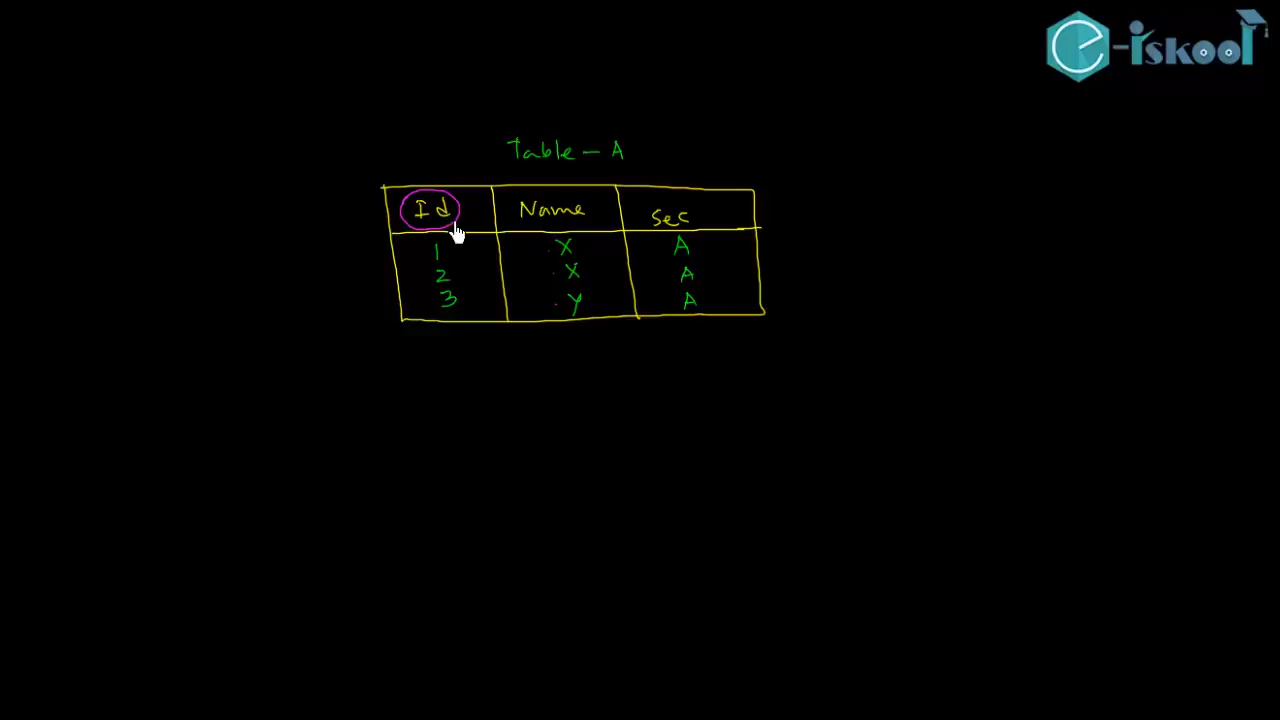 e-iskool
Table - A
Id Name Sec
1 X A
2 X A
3 Y A